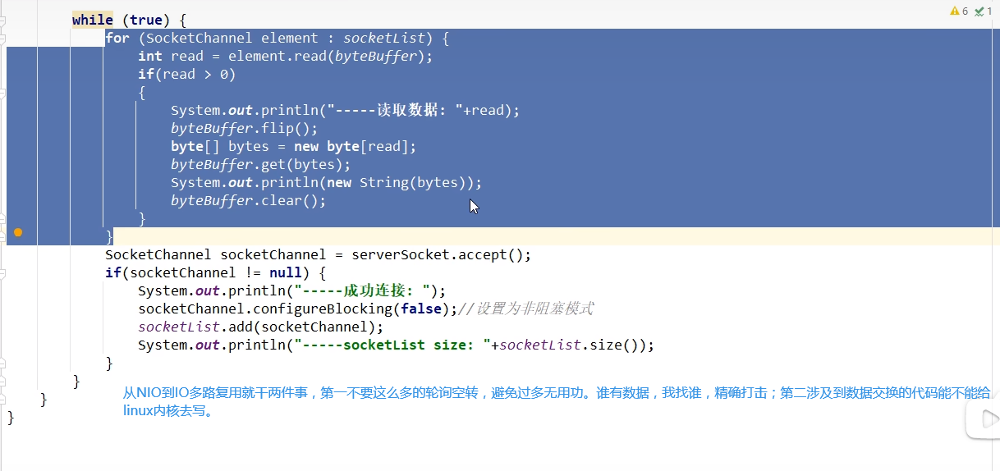 6 1
while (true) {
for (SocketChannel element : socketList) {
int read = element.read(byteBuffer);
if(read > 0)
{
System.out.println("-----读取数据: "+read);
byteBuffer.flip();
byte[] bytes = new byte[read];
byteBuffer.get(bytes);
System.out.println(new String(bytes));
byteBuffer.clear();
}
}
SocketChannel socketChannel = serverSocket.accept();
if(socketChannel != null) {
System.out.println("-----成功连接: ");
socketChannel.configureBlocking(false);//设置为非阻塞模式
socketList.add(socketChannel);
System.out.println("-----socketList size: "+socketList.size());
}
}
}
}
从NIO到IO多路复用就干两件事，第一不要这么多的轮询空转，避免过多无用功。谁有数据，我找谁，精确打击；第二涉及到数据交换的代码能不能给
linux内核去写。